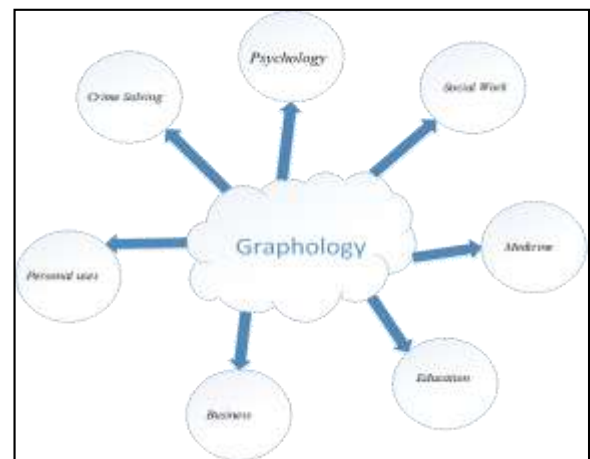 Psychology
Crime Solving
Social Work
Graphology
Medicine
Personal uses
Education
Business